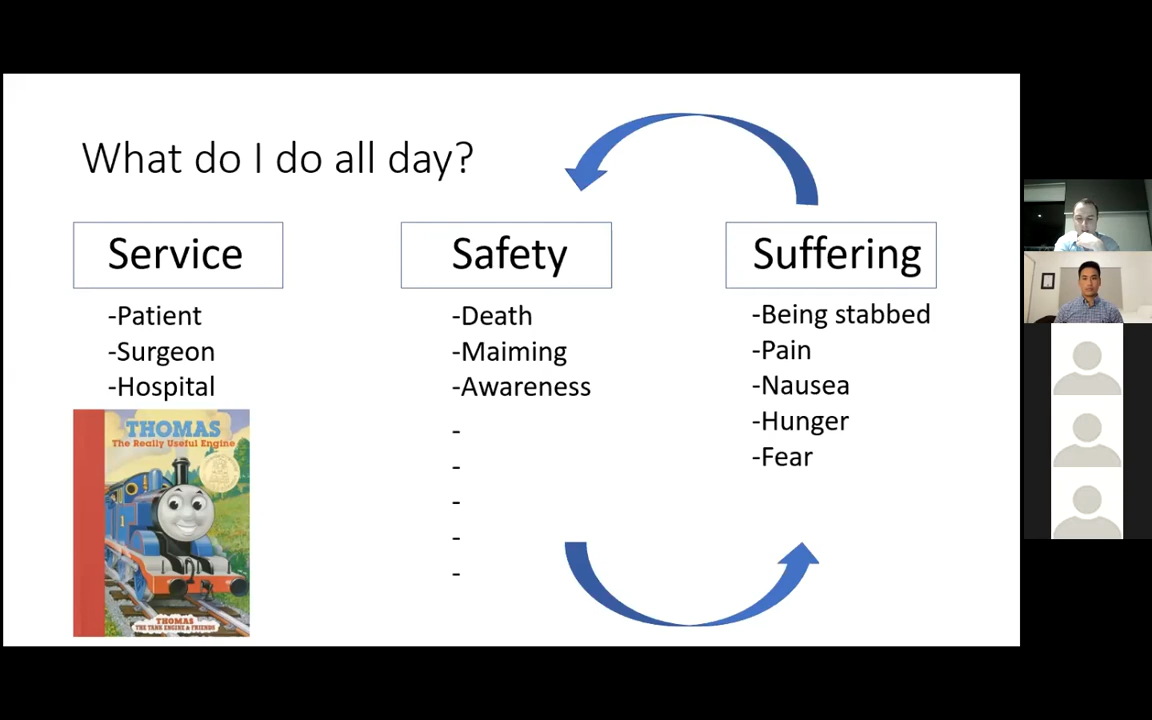 What do I do all day?
Service
-Patient
-Surgeon
-Hospital
THOMAS
The Really Useful Engine
1
THOMAS
THE TANK ENGINE & FRIENDS
Safety
-Death
-Maiming
-Awareness
-
-
-
-
-
Suffering
-Being stabbed
-Pain
-Nausea
-Hunger
-Fear